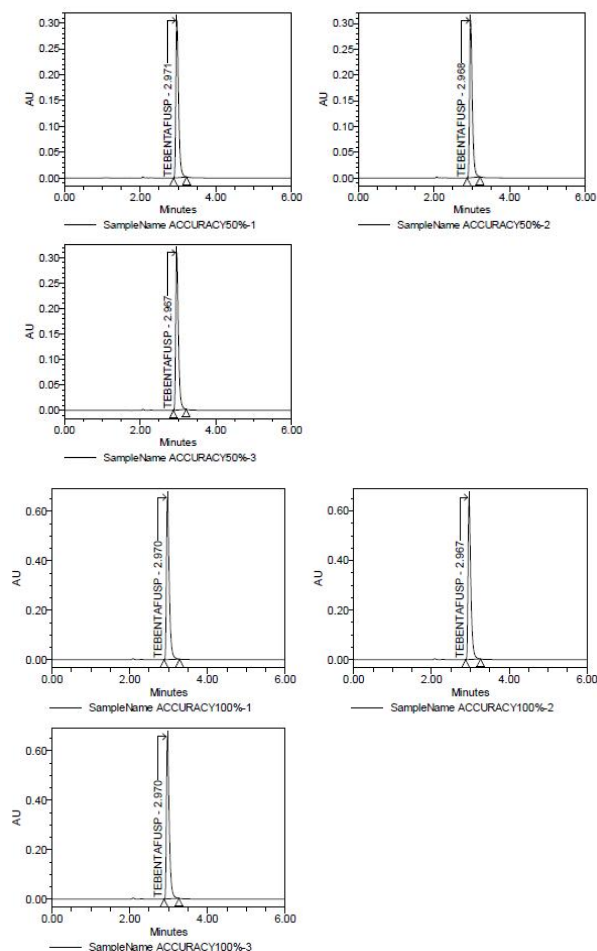 0.30
0.25
0.20
0.15
0.10
0.05
0.00
AU
TEBENTAFUSP - 2.971
0.00 2.00 4.00 6.00
Minutes
SampleName ACCURACY50%-1
0.30
0.25
0.20
0.15
0.10
0.05
0.00
AU
TEBENTAFUSP - 2.968
0.00 2.00 4.00 6.00
Minutes
SampleName ACCURACY50%-2
0.30
0.25
0.20
0.15
0.10
0.05
0.00
AU
TEBENTAFUSP - 2.967
0.00 2.00 4.00 6.00
Minutes
SampleName ACCURACY50%-3
0.60
0.40
0.20
0.00
AU
TEBENTAFUSP - 2.970
0.00 2.00 4.00 6.00
Minutes
SampleName ACCURACY100%-1
0.60
0.40
0.20
0.00
AU
TEBENTAFUSP - 2.967
0.00 2.00 4.00 6.00
Minutes
SampleName ACCURACY100%-2
0.60
0.40
0.20
0.00
AU
TEBENTAFUSP - 2.970
0.00 2.00 4.00 6.00
Minutes
SampleName ACCURACY100%-3